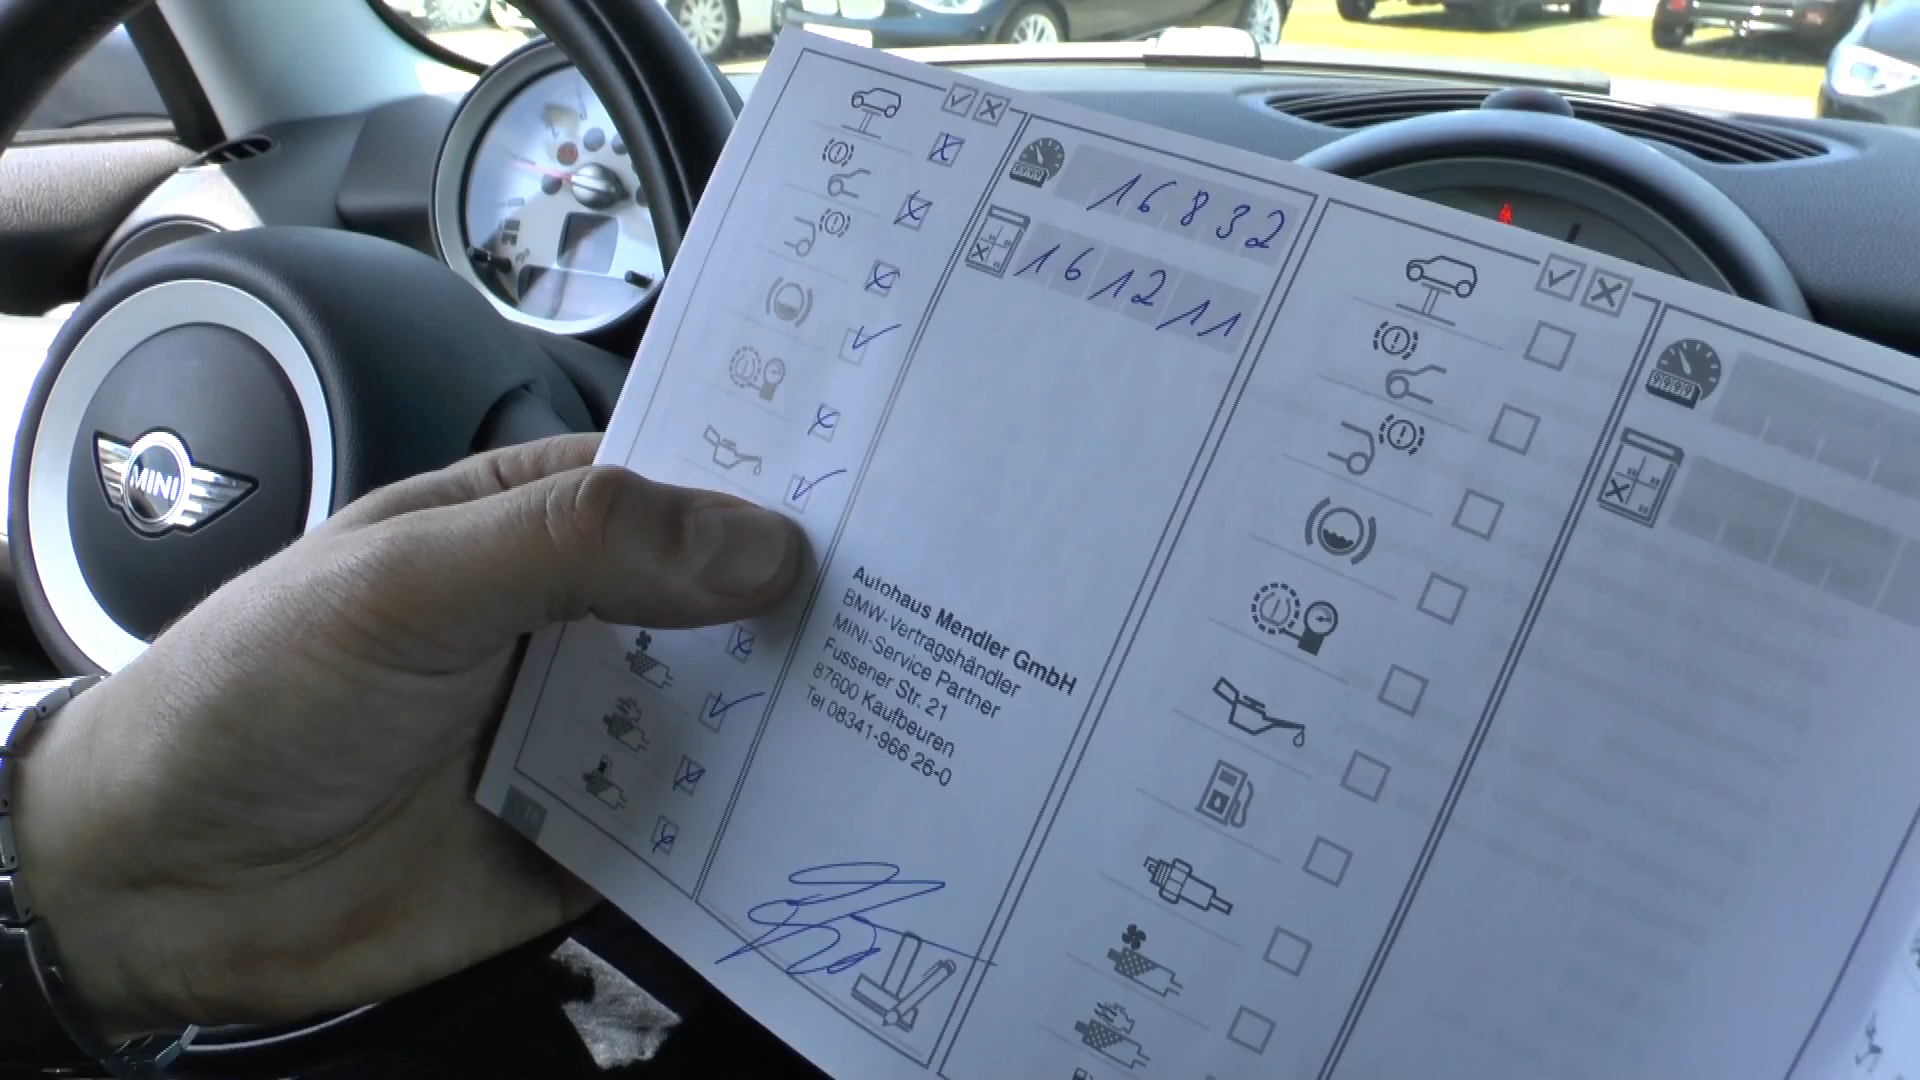 MINI
16832
161211
Autohaus Mendler GmbH
BMW-Vertragshändler
MINI-Service Partner
Füssener Str. 21
87600 Kaufbeuren
Tel 08341-966 26-0